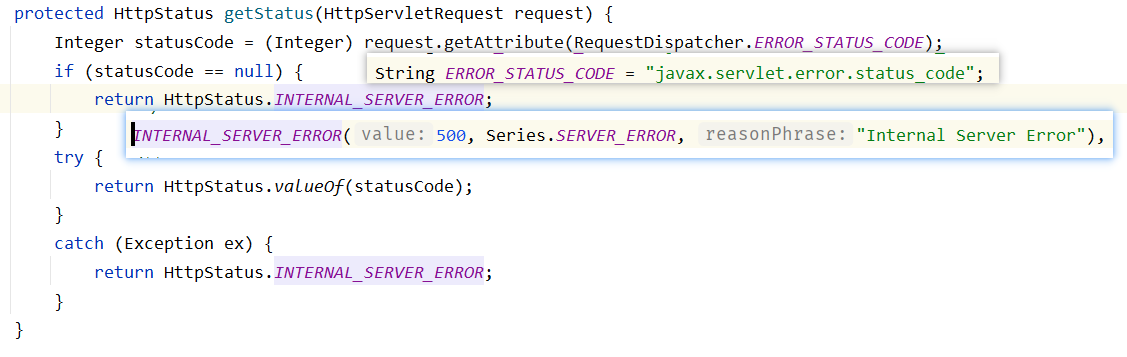 protected HttpStatus getStatus(HttpServletRequest request) {
Integer statusCode = (Integer) request.getAttribute(RequestDispatcher.ERROR_STATUS_CODE);
if (statusCode == null) {
String ERROR_STATUS_CODE = "javax.servlet.error.status_code";
return HttpStatus.INTERNAL_SERVER_ERROR;
}
INTERNAL_SERVER_ERROR( value: 500, Series.SERVER_ERROR, reasonPhrase: "Internal Server Error"),
try {
return HttpStatus.valueOf(statusCode);
}
catch (Exception ex) {
return HttpStatus.INTERNAL_SERVER_ERROR;
}
}